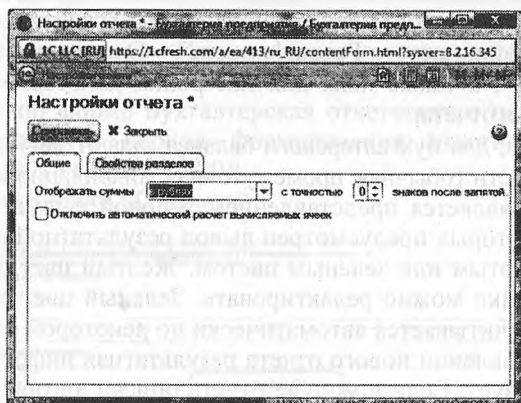 Настройки отчета * - Бухгалтерия предприятия / Бухгалтерия предп...
1C LLC [RU] https://1cfresh.com/a/ea/413/ru_RU/contentForm.html?sysver=8.2.16.345
M M+ M-
Настройки отчета *
Закрыть
Общие Свойства разделов
Отображать суммы с точностью 0 знаков после запятой.
Отключить автоматический расчет вычисляемых ячеек